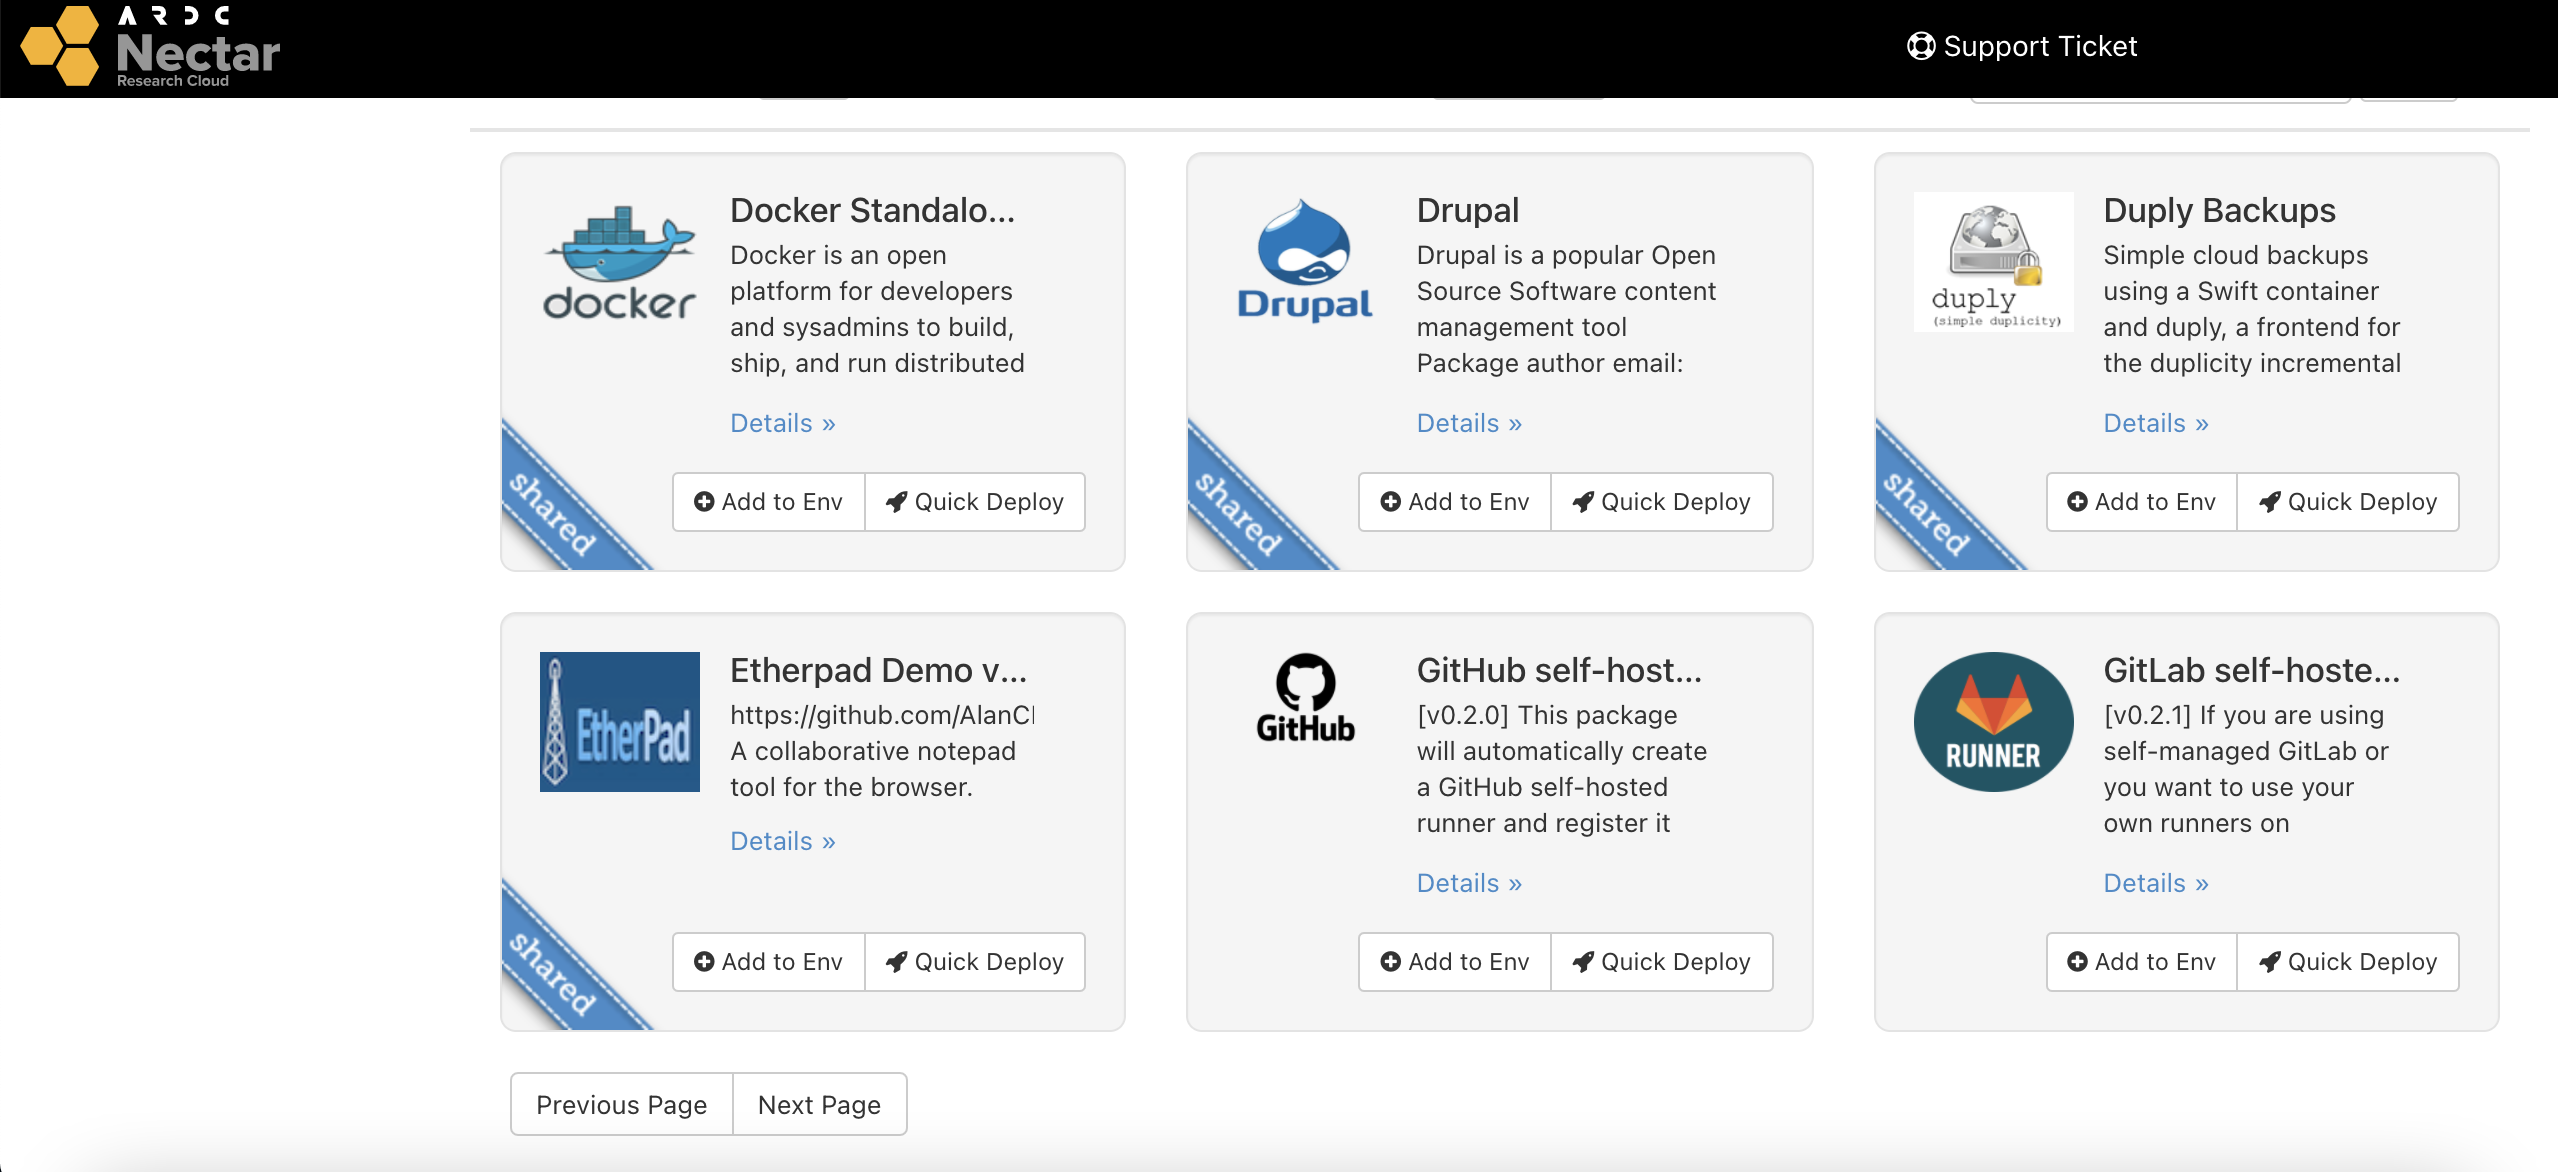 ARDC
Nectar
Research Cloud
Support Ticket
docker
Docker Standalo...
Docker is an open
platform for developers
and sysadmins to build,
ship, and run distributed
Details »
shared
Add to Env
Quick Deploy
Drupal
Drupal
Drupal is a popular Open
Source Software content
management tool
Package author email:
Details »
shared
Add to Env
Quick Deploy
duply
(simple duplicity)
Duply Backups
Simple cloud backups
using a Swift container
and duply, a frontend for
the duplicity incremental
Details »
shared
Add to Env
Quick Deploy
EtherPad
Etherpad Demo v...
https://github.com/AlanCl
A collaborative notepad
tool for the browser.
Details »
shared
Add to Env
Quick Deploy
GitHub
GitHub self-host...
[v0.2.0] This package
will automatically create
a GitHub self-hosted
runner and register it
Details »
Add to Env
Quick Deploy
RUNNER
GitLab self-hoste...
[v0.2.1] If you are using
self-managed GitLab or
you want to use your
own runners on
Details »
Add to Env
Quick Deploy
Previous Page
Next Page